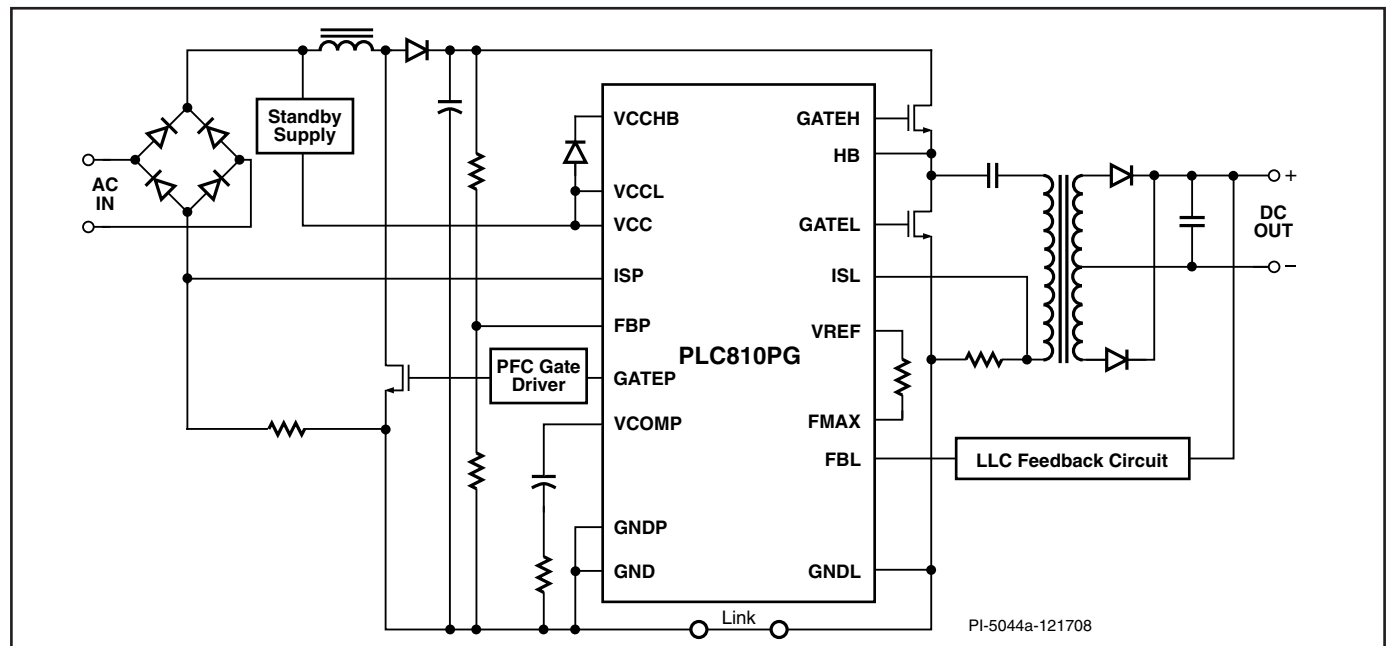 Standby
Supply
AC
IN
VCCHB
VCCL
VCC
ISP
FBP
GATEP
VCOMP
GNDP
GND
PFC Gate
Driver
PLC810PG
GATEH
HB
GATEL
ISL
VREF
FMAX
FBL
GNDL
LLC Feedback Circuit
+
DC
OUT
−
Link
PI-5044a-121708